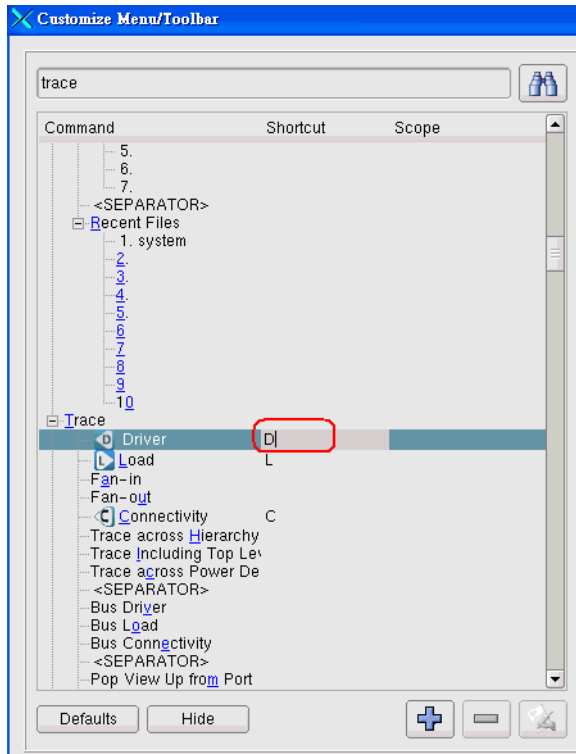 Customize Menu/Toolbar
trace
Command Shortcut Scope
5.
6.
7.
<SEPARATOR>
Recent Files
1. system
2.
3.
4.
5.
6
7
8
9
10
Trace
D Driver D
L Load L
Fan-in
Fan-out
C Connectivity C
Trace across Hierarchy
Trace Including Top Lev
Trace across Power De
<SEPARATOR>
Bus Driver
Bus Load
Bus Connectivity
<SEPARATOR>
Pop View Up from Port
Defaults Hide